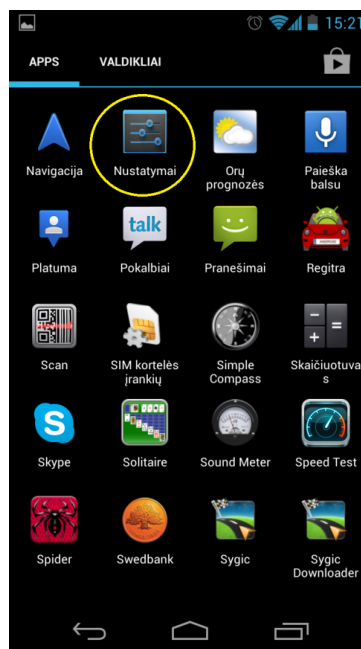 15:21
APPS VALDIKLIAI
Navigacija Nustatymai Orų prognozės Paieška balsu
Platuma talk Pokalbiai Pranešimai Regitra
Scan SIM kortelės įrankių Simple Compass Skaičiuotuvas
Skype Solitaire Sound Meter Speed Test
Spider Swedbank Sygic Sygic Downloader